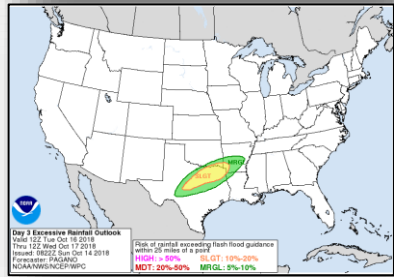 MRGL
SLGT
noaa
Day 3 Excessive Rainfall Outlook
Valid 12Z Tue Oct 16 2018
Thru 12Z Wed Oct 17 2018
Issued: 0822Z Sun Oct 14 2018
Forecaster: PAGANO
NOAA/NWS/NCEP/WPC
Risk of rainfall exceeding flash flood guidance
within 25 miles of a point
HIGH: > 50% SLGT: 10%-20%
MDT: 20%-50% MRGL: 5%-10%